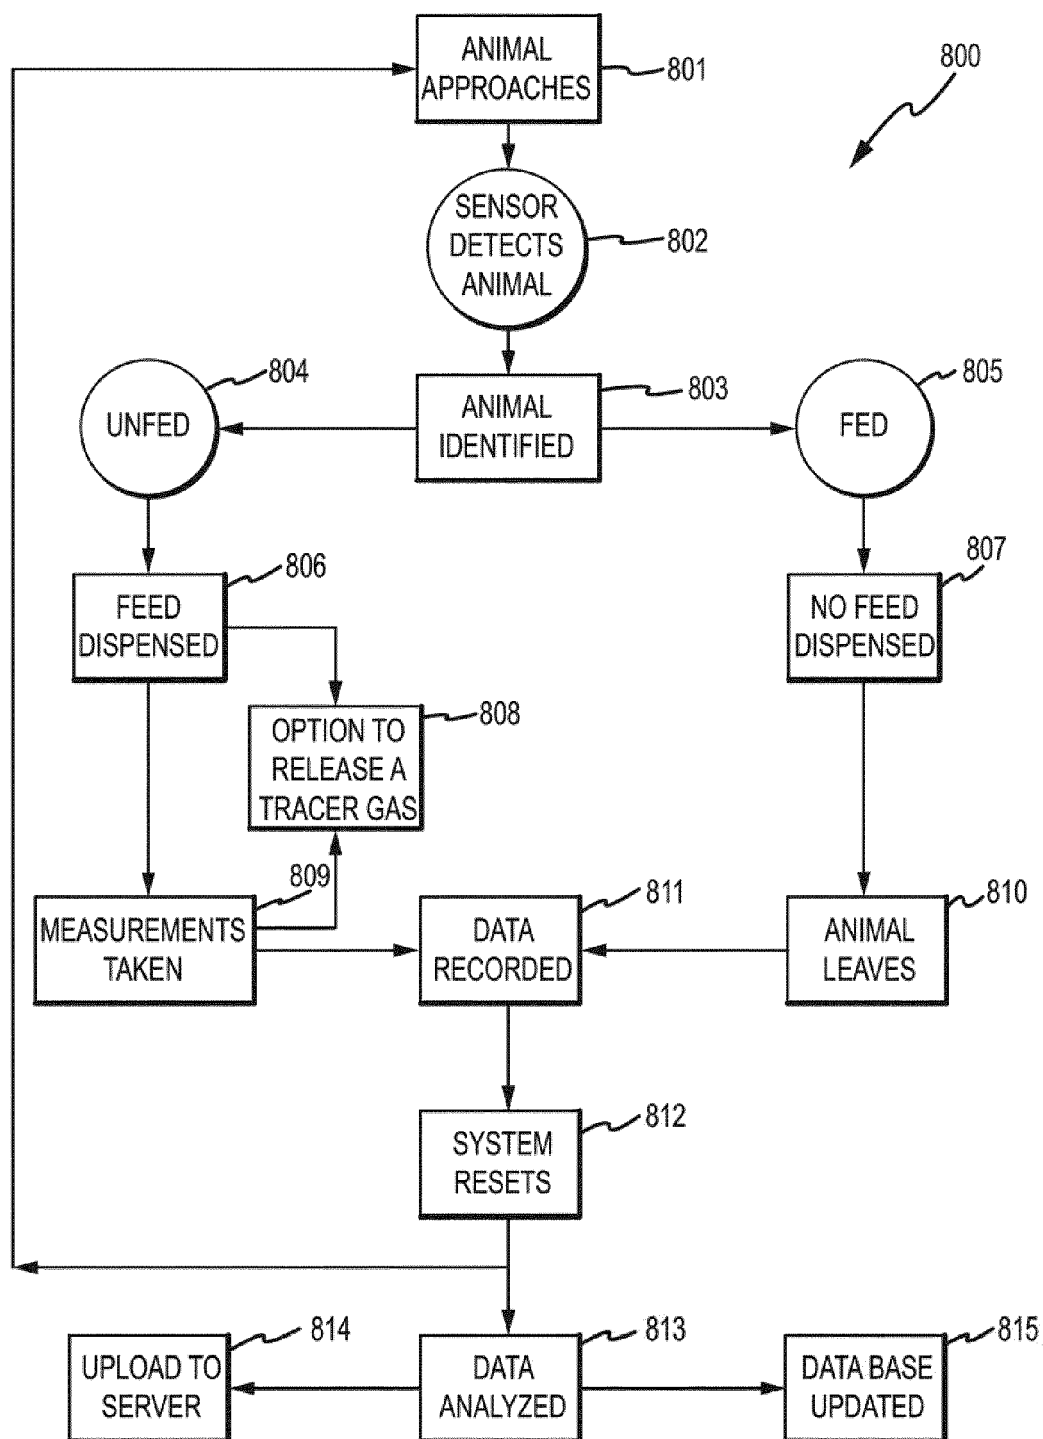 ANIMAL
APPROACHES
801
800
SENSOR
DETECTS
ANIMAL
802
804
UNFED
ANIMAL
IDENTIFIED
803
805
FED
806
FEED
DISPENSED
807
NO FEED
DISPENSED
808
OPTION TO
RELEASE A
TRACER GAS
809
MEASUREMENTS
TAKEN
811
DATA
RECORDED
810
ANIMAL
LEAVES
812
SYSTEM
RESETS
814
UPLOAD TO
SERVER
813
DATA
ANALYZED
815
DATA BASE
UPDATED